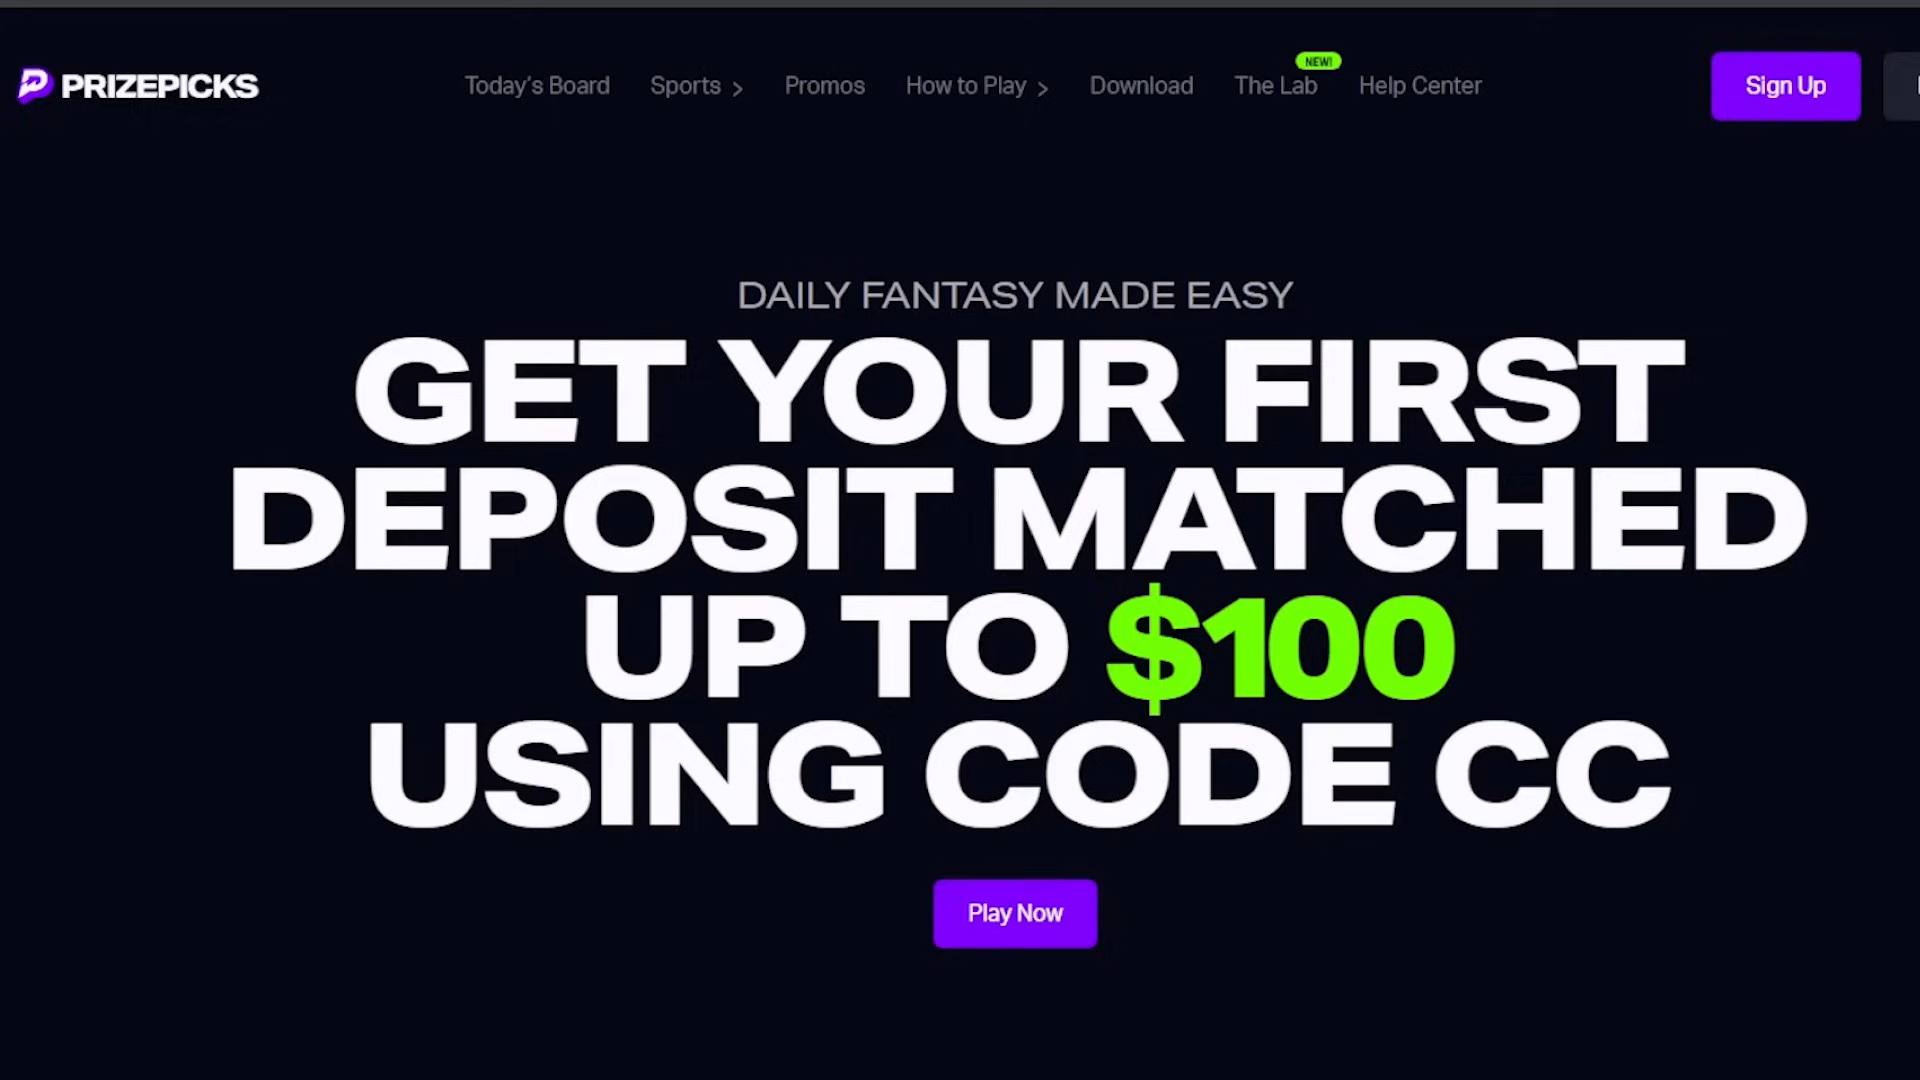 PRIZEPICKS
Today's Board
Sports
Promos
How to Play
Download
The Lab
NEW!
Help Center
Sign Up
DAILY FANTASY MADE EASY
GET YOUR FIRST
DEPOSIT MATCHED
UP TO $100
USING CODE CC
Play Now